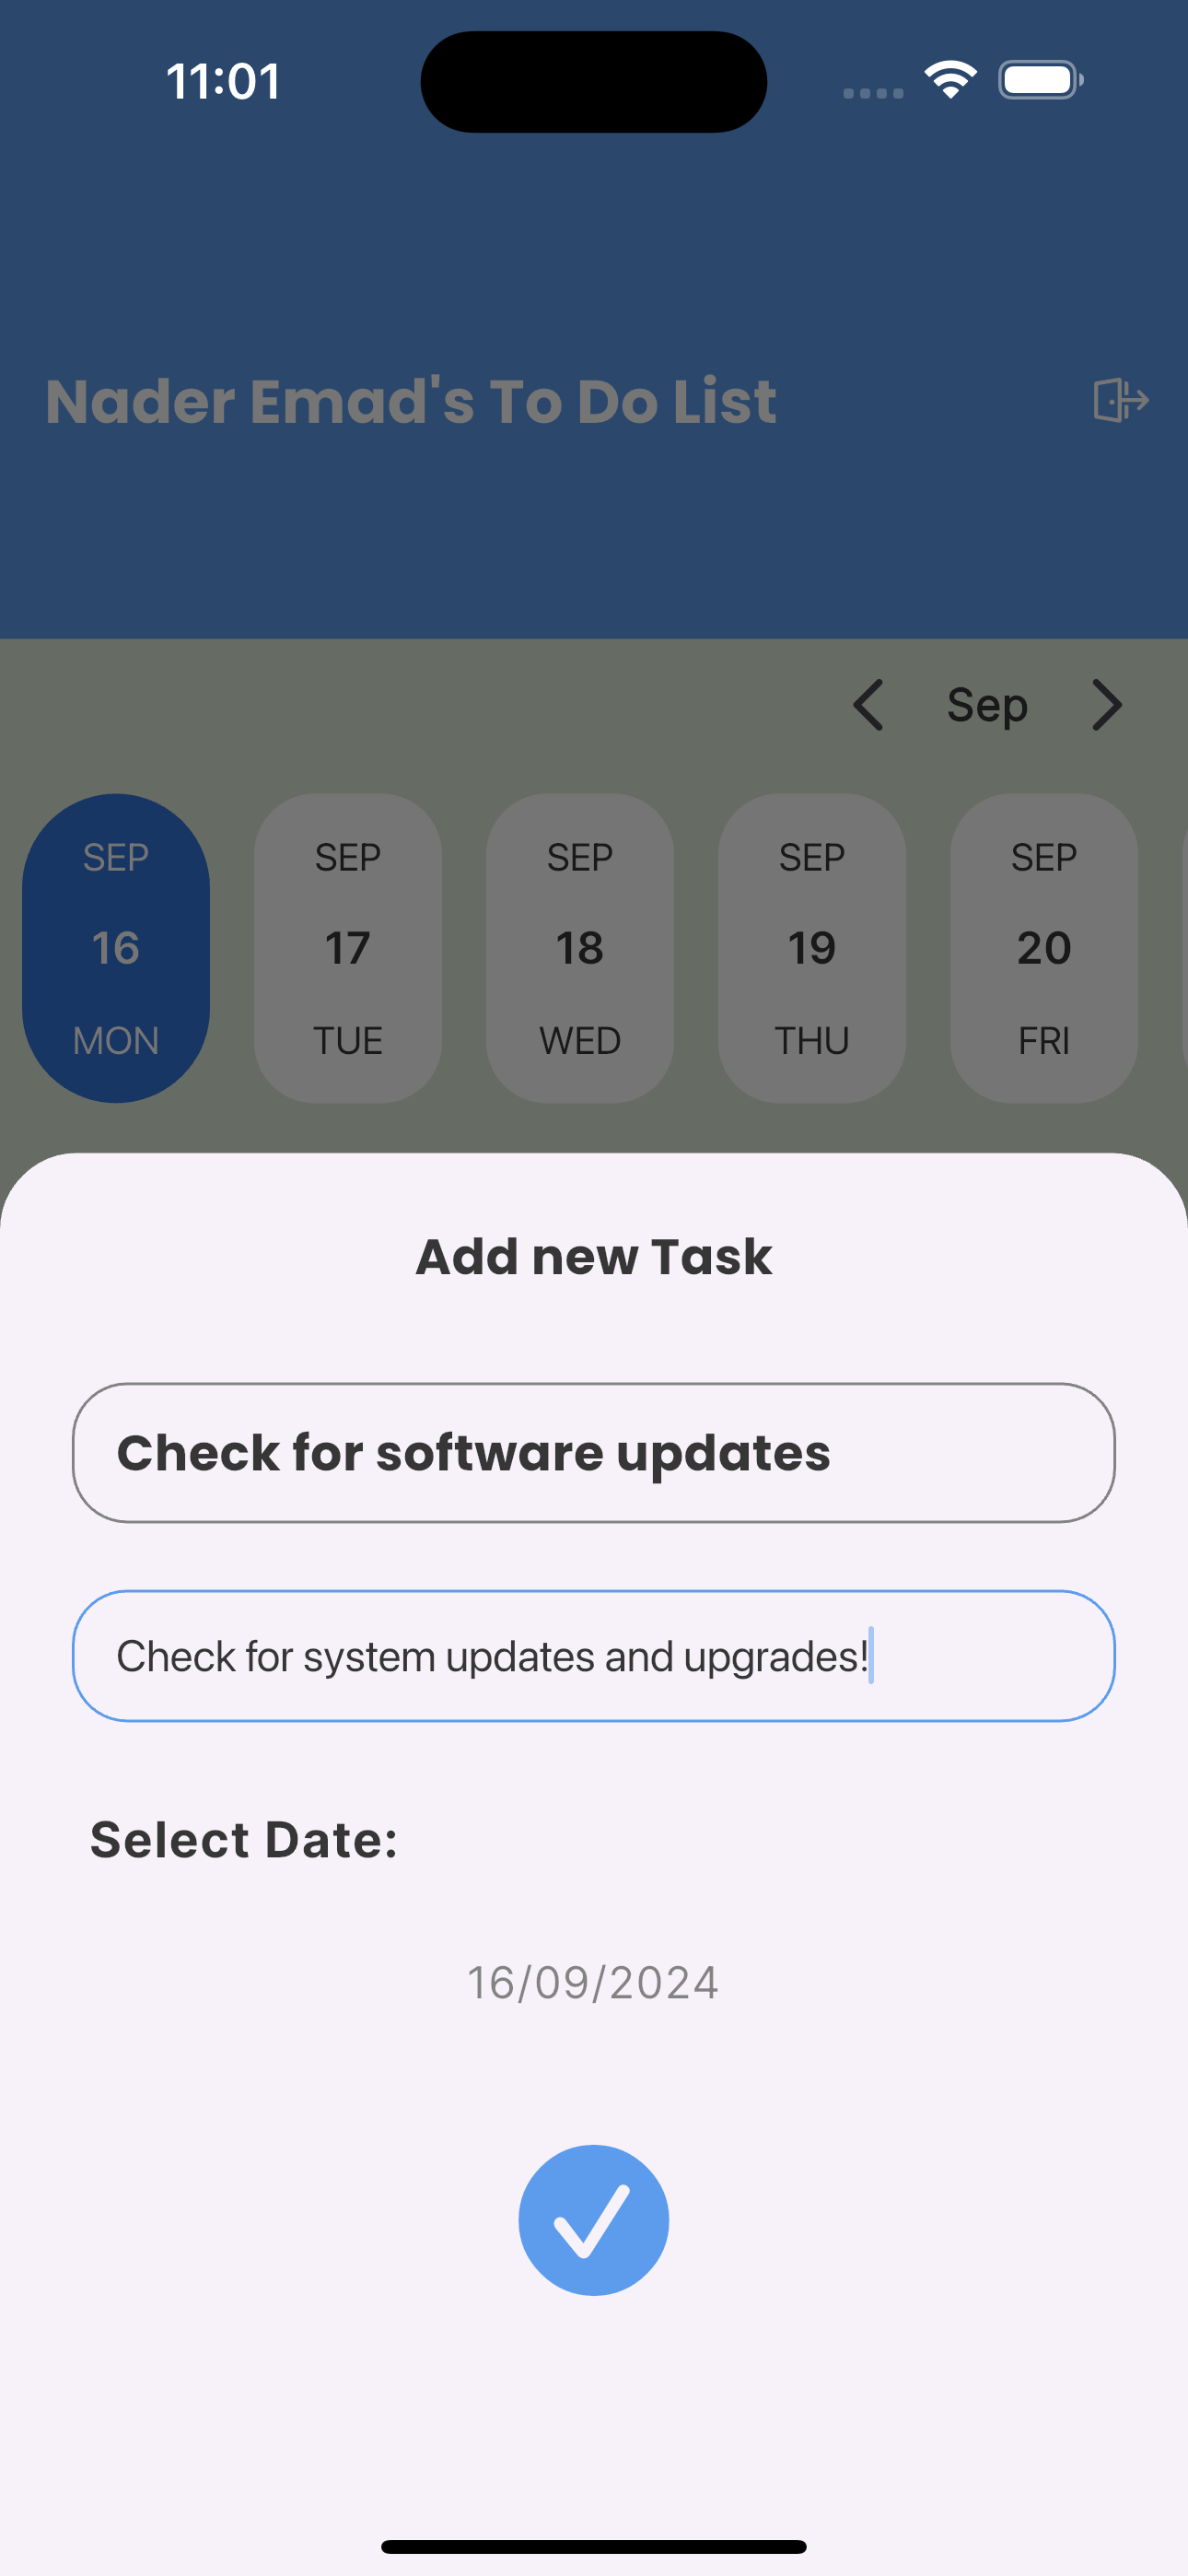 11:01
Nader Emad's To Do List
Sep
SEP SEP SEP SEP SEP
16 17 18 19 20
MON TUE WED THU FRI
Add new Task
Check for software updates
Check for system updates and upgrades!
Select Date:
16/09/2024